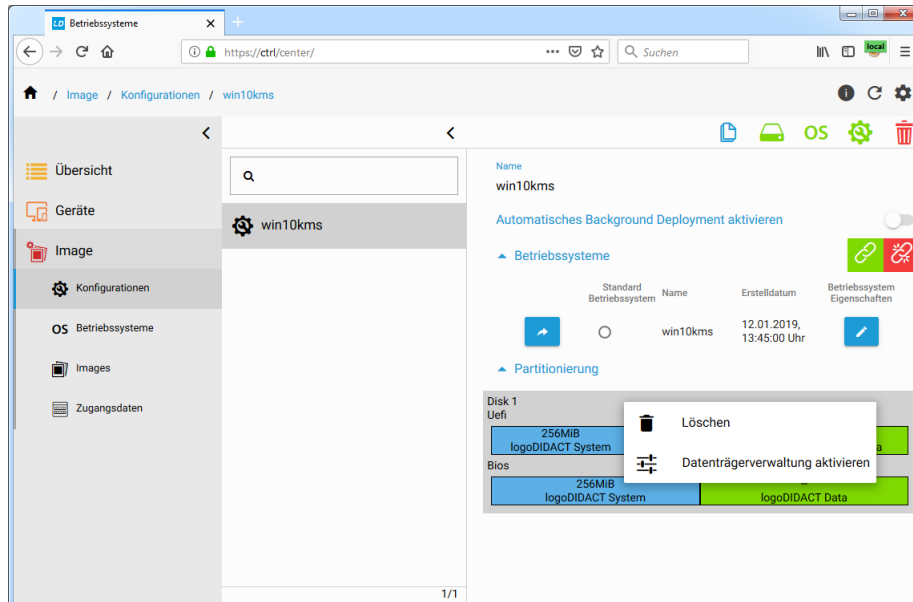 LD Betriebssysteme
https://ctrl/center/
Suchen
local
/ Image / Konfigurationen / win10kms
OS
Übersicht
Geräte
Image
Konfigurationen
OS Betriebssysteme
Images
Zugangsdaten
win10kms
1/1
Name
win10kms
Automatisches Background Deployment aktivieren
Betriebssysteme
Standard
Betriebssystem
Name
Erstelldatum
Betriebssystem
Eigenschaften
win10kms
12.01.2019,
13:45:00 Uhr
Partitionierung
Disk 1
Uefi
256MiB
logoDIDACT System
Löschen
Datenträgerverwaltung aktivieren
Bios
256MiB
logoDIDACT System
logoDIDACT Data